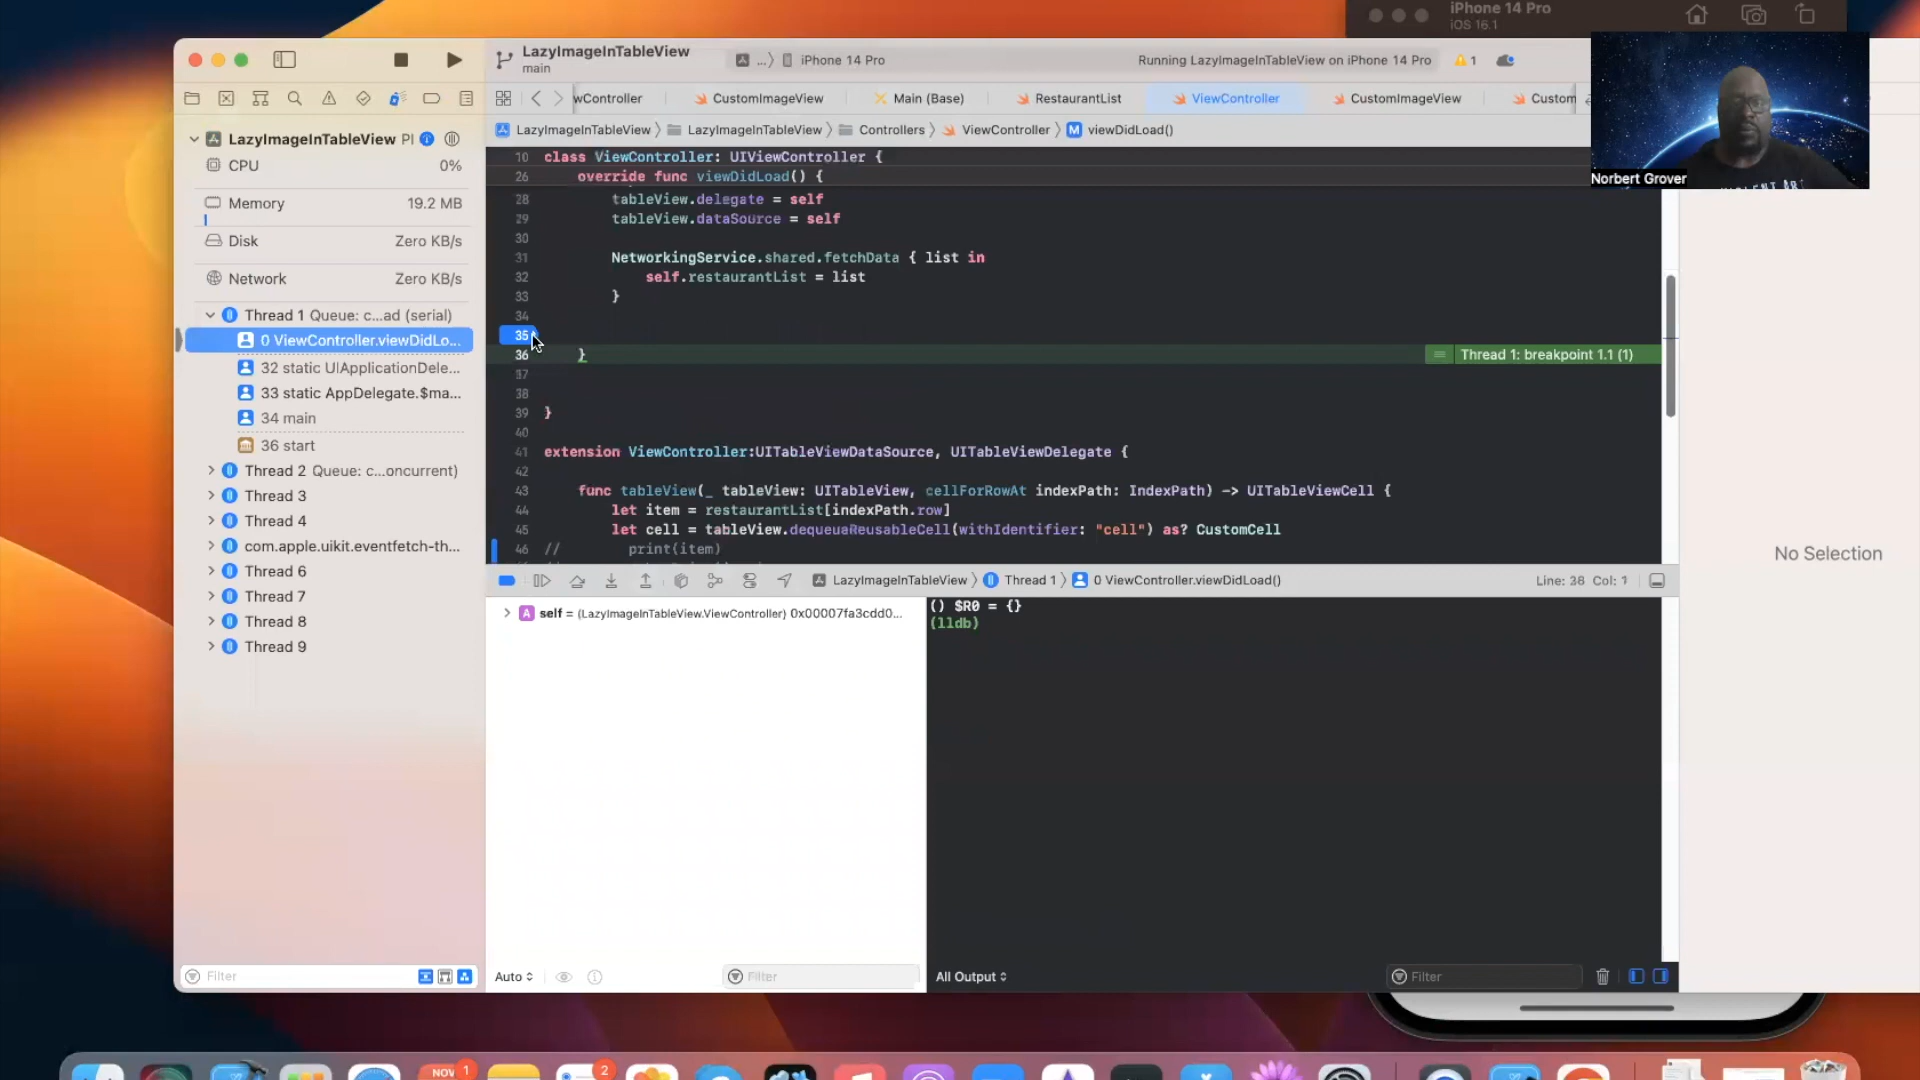 iPhone 14 Pro
iOS 16.1
LazyImageInTableView
main
...
iPhone 14 Pro
Running LazyImageInTableView on iPhone 14 Pro
1
wController
CustomImageView
Main (Base)
RestaurantList
ViewController
CustomImageView
Custom
LazyImageInTableView
LazyImageInTableView
Controllers
ViewController
M viewDidLoad()
Norbert Grover
LazyImageInTableView PI
CPU 0%
Memory 19.2 MB
Disk Zero KB/s
Network Zero KB/s
Thread 1 Queue: c...ad (serial)
0 ViewController.viewDidLo...
32 static UIApplicationDele...
33 static AppDelegate.$ma...
34 main
36 start
Thread 2 Queue: c...oncurrent)
Thread 3
Thread 4
com.apple.uikit.eventfetch-th...
Thread 6
Thread 7
Thread 8
Thread 9
Filter
10 class ViewController: UIViewController {
26 override func viewDidLoad() {
28 tableView.delegate = self
29 tableView.dataSource = self
30
31 NetworkingService.shared.fetchData { list in
32 self.restaurantList = list
33 }
34
35
36 } Thread 1: breakpoint 1.1 (1)
37
38
39 }
40
41 extension ViewController:UITableViewDataSource, UITableViewDelegate {
42
43 func tableView(_ tableView: UITableView, cellForRowAt indexPath: IndexPath) -> UITableViewCell {
44 let item = restaurantList[indexPath.row]
45 let cell = tableView.dequeueReusableCell(withIdentifier: "cell") as? CustomCell
46 // print(item)
LazyImageInTableView
Thread 1
0 ViewController.viewDidLoad()
Line: 36 Col: 1
A self = (LazyImageInTableView.ViewController) 0x00007fa3cdd0...
() $R0 = {}
(lldb)
No Selection
Auto
Filter
All Output
Filter
NOV
1
2